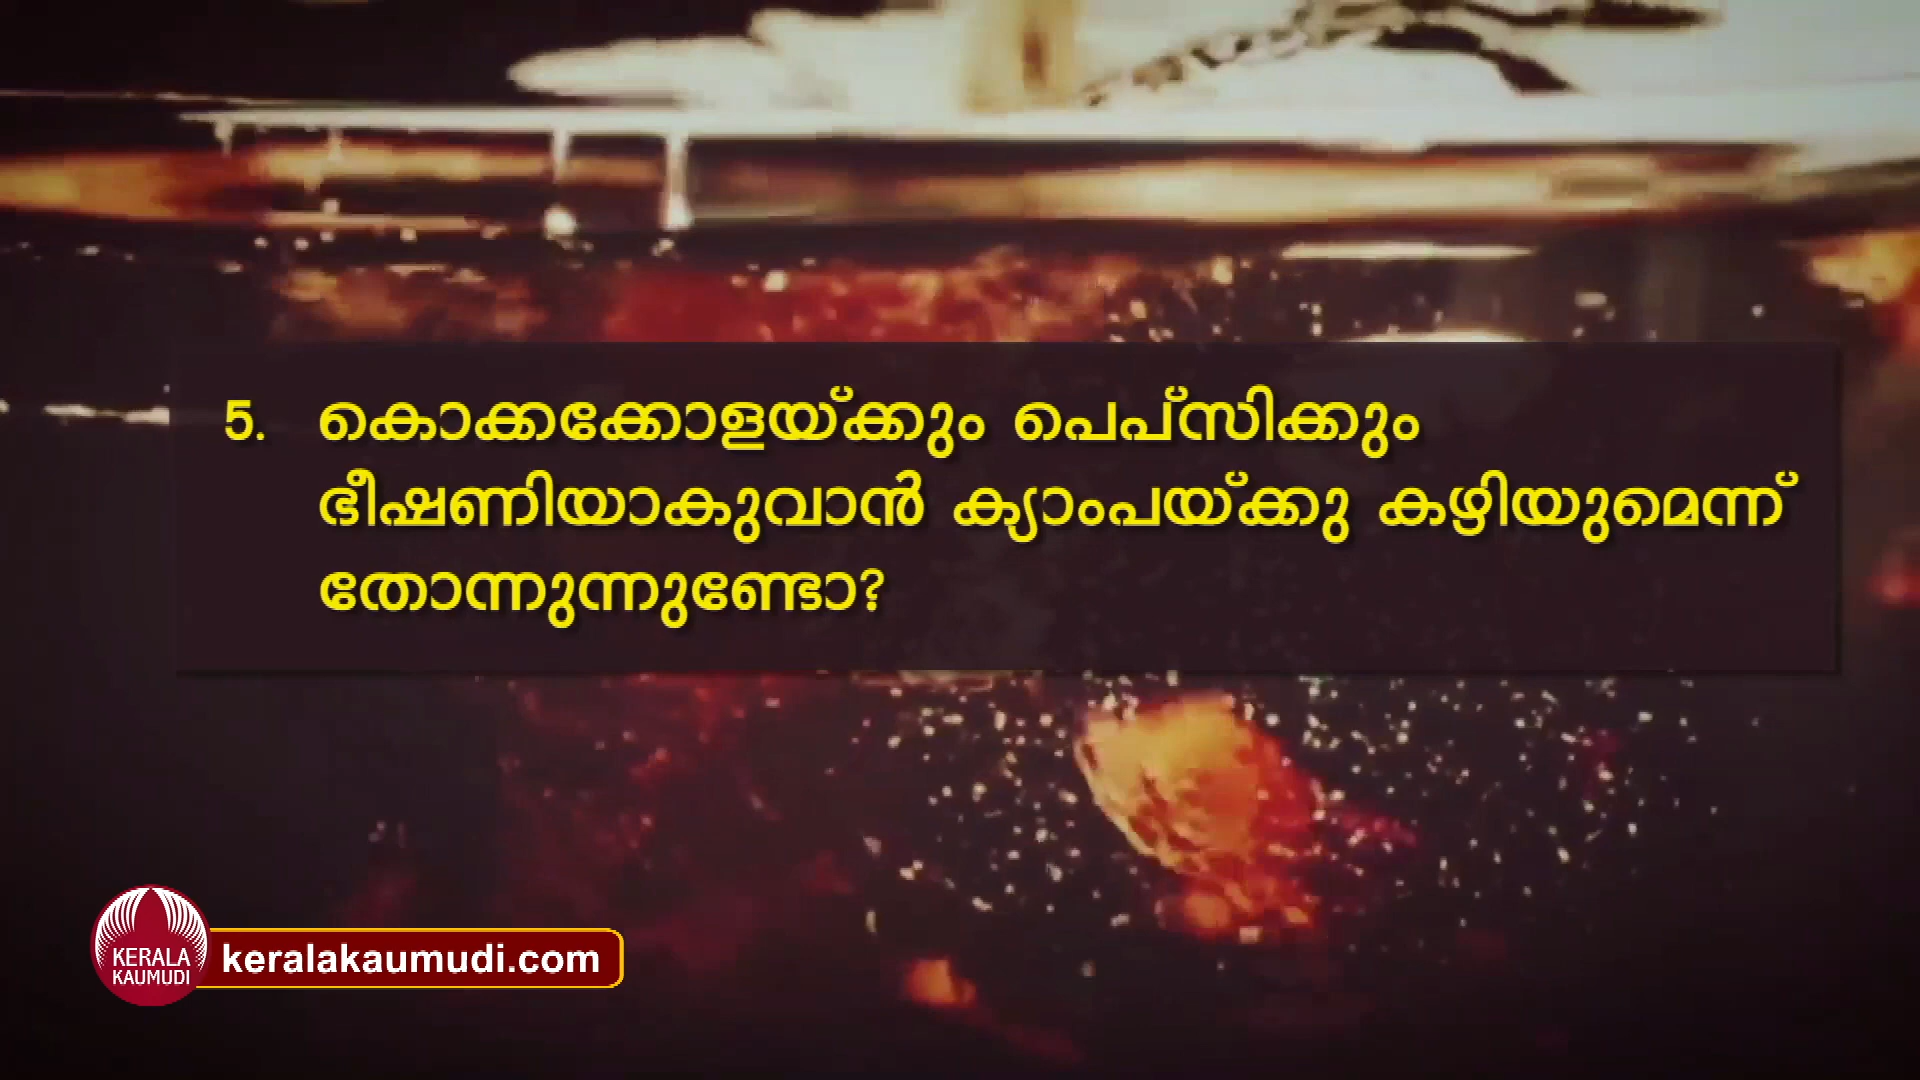 5. കൊക്കക്കോളയ്ക്കും പെപ്സിക്കും
ഭീഷണിയാകുവാൻ ക്യാംപയ്ക്കു കഴിയുമെന്ന്
തോന്നുന്നുണ്ടോ?
KERALA
KAUMUDI
keralakaumudi.com